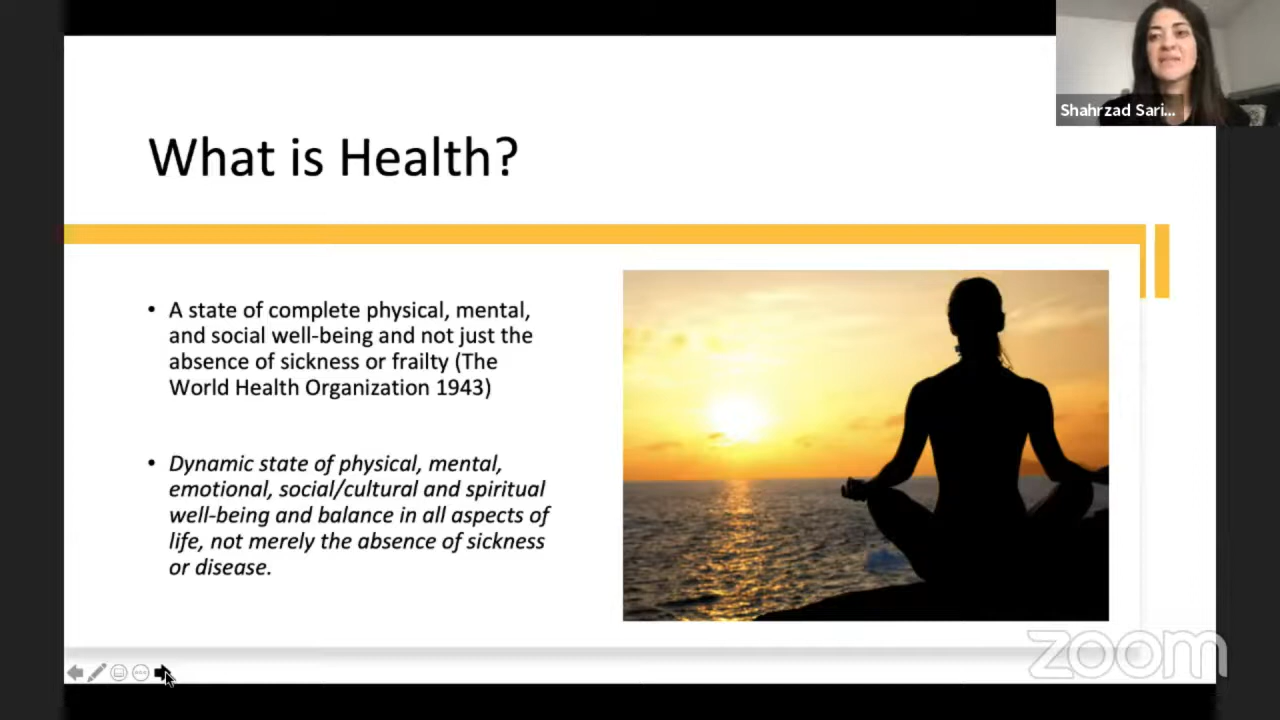 Shahrzad Sari...
What is Health?
• A state of complete physical, mental,
and social well-being and not just the
absence of sickness or frailty (The
World Health Organization 1943)
• Dynamic state of physical, mental,
emotional, social/cultural and spiritual
well-being and balance in all aspects of
life, not merely the absence of sickness
or disease.
zoom